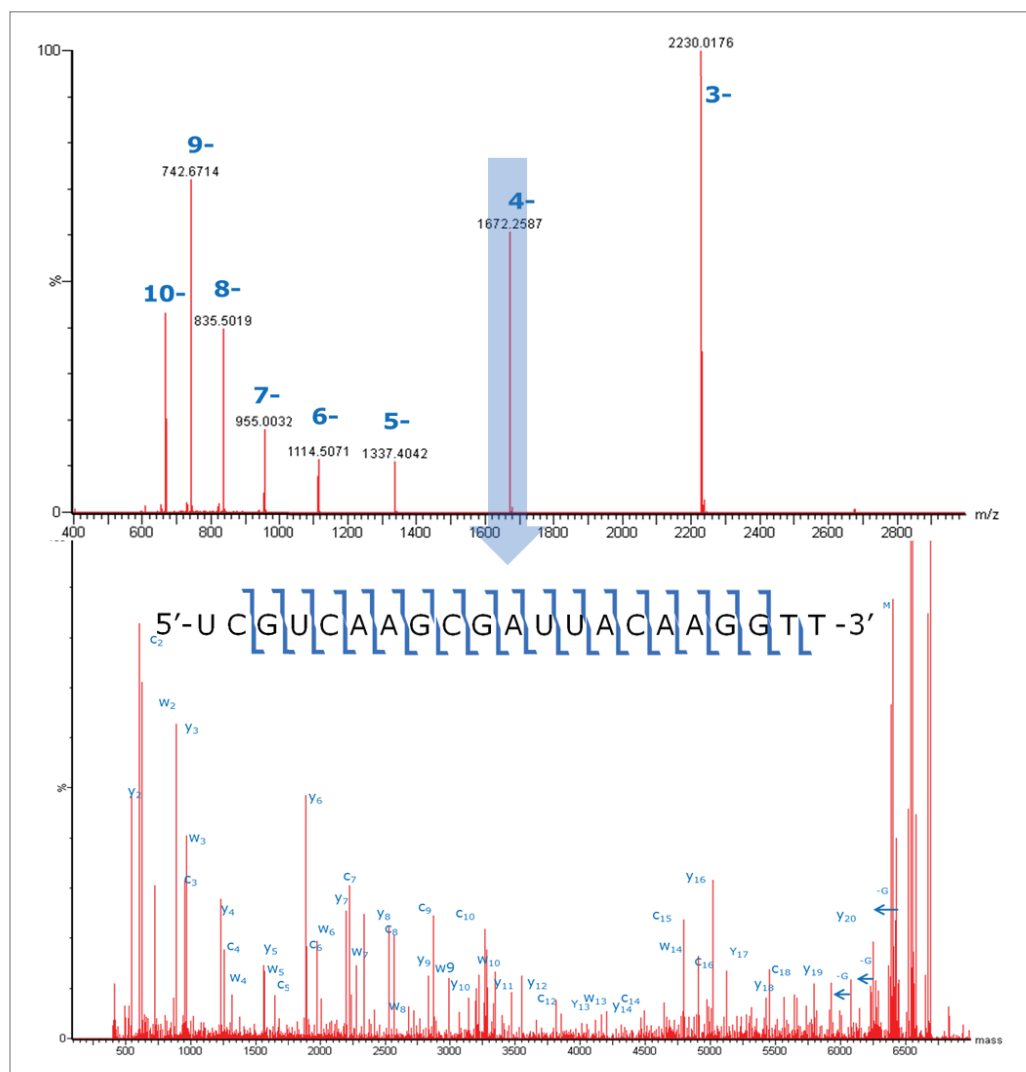 100
2230.0176
3-
9-
742.6714
4-
1672.2587
%
10-
8-
835.5019
7-
955.0032
6-
1114.5071
5-
1337.4042
0
400 600 800 1000 1200 1400 1600 1800 2000 2200 2400 2600 2800
m/z
5′-U C G U C A A G C G A U U A C A A G G T T -3′
M
c2
w2
y3
y2
%
w3
c3
y6
y4
c4
w4
y5
w5
c5
c7
y7
w6
c6
w7
y8
c8
w8
c9
y9
w9
c10
y10
w10
y11
y12
c12
Y13
w13
y14
c14
y16
c15
w14
c16
Y17
c18
y18
y19
y20
-G
-G
-G
0
500 1000 1500 2000 2500 3000 3500 4000 4500 5000 5500 6000 6500
mass